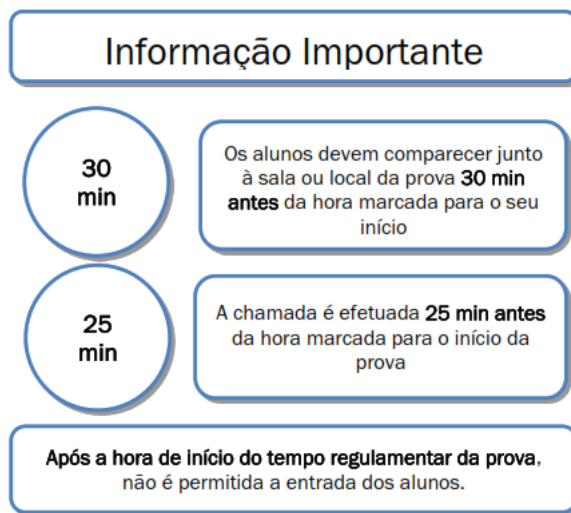 Informação Importante
30
min
Os alunos devem comparecer junto
à sala ou local da prova 30 min
antes da hora marcada para o seu
início
25
min
A chamada é efetuada 25 min antes
da hora marcada para o início da
prova
Após a hora de início do tempo regulamentar da prova,
não é permitida a entrada dos alunos.